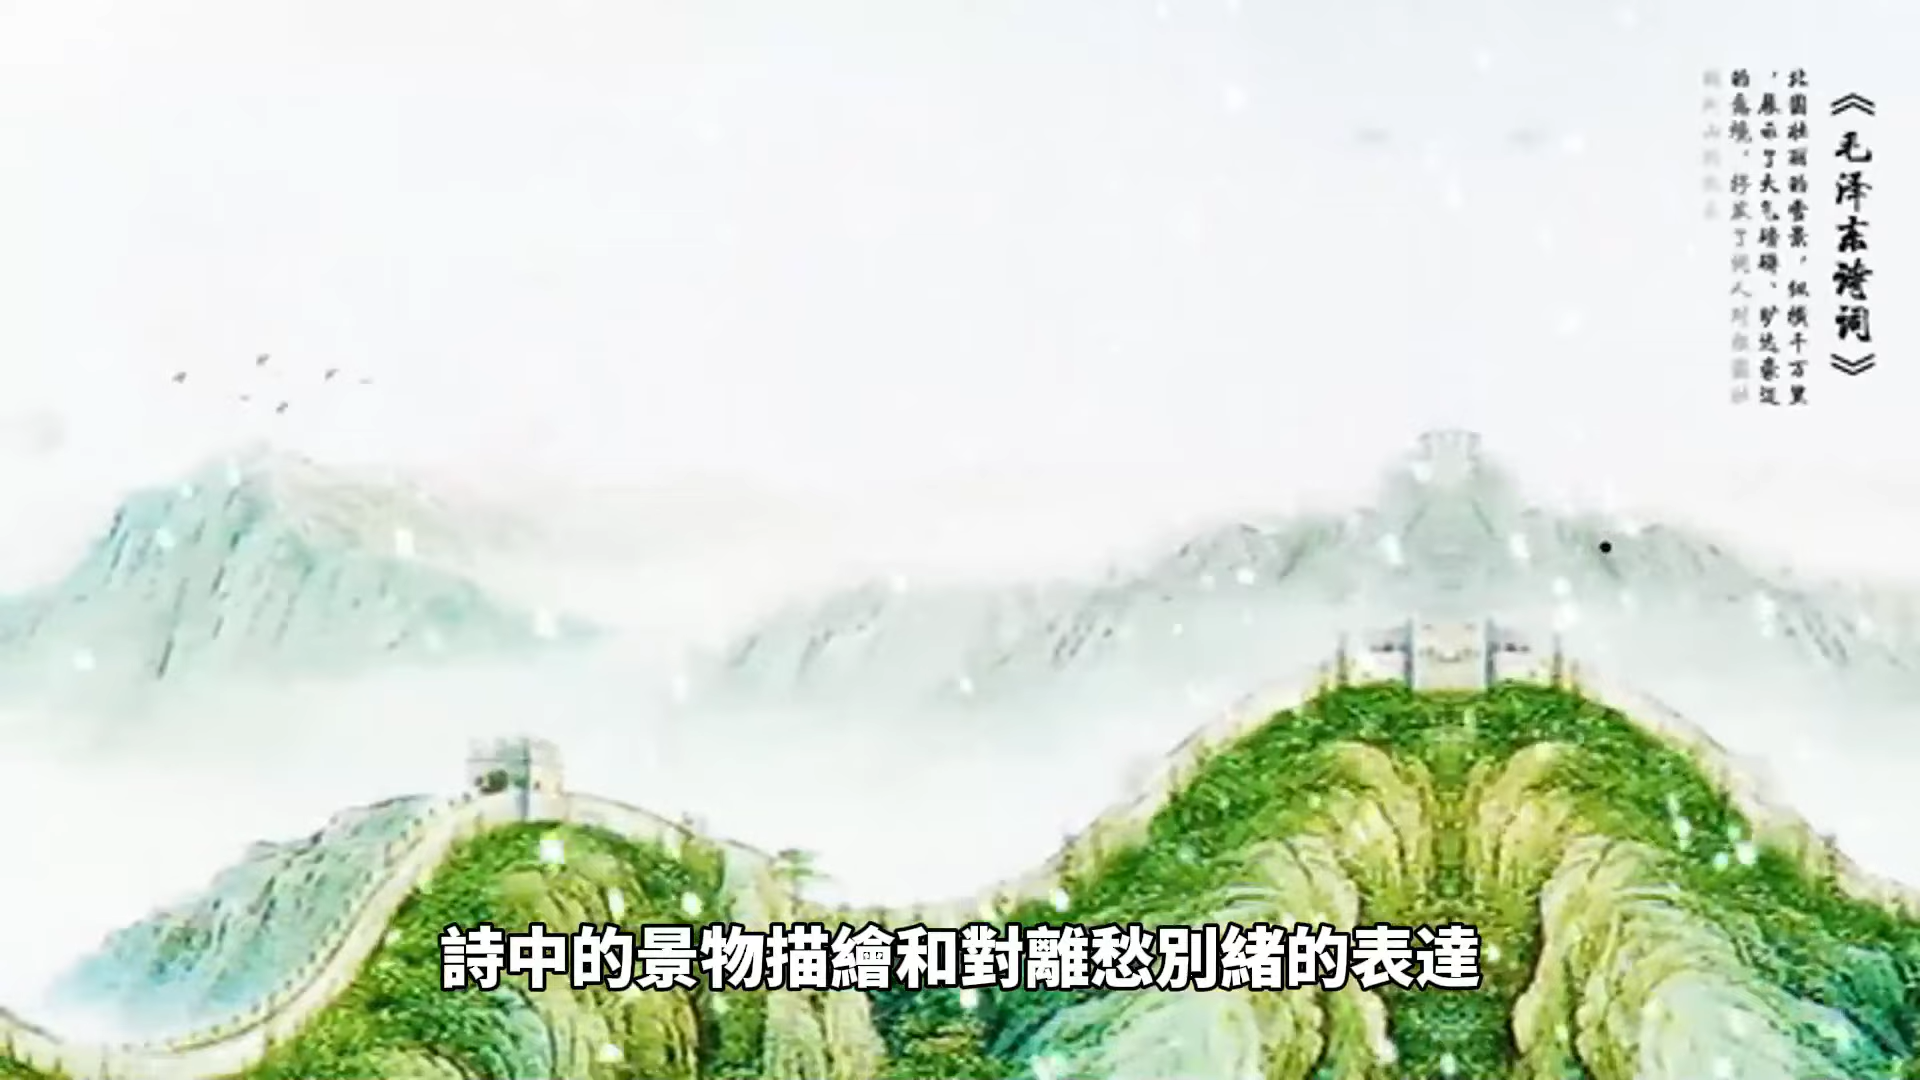 《毛泽东诗词》
北国壮丽的雪景，纵横千万里
，展示了大气磅礴、旷达豪迈
的意境，抒发了词人对祖国壮
詩中的景物描繪和對離愁別緒的表達